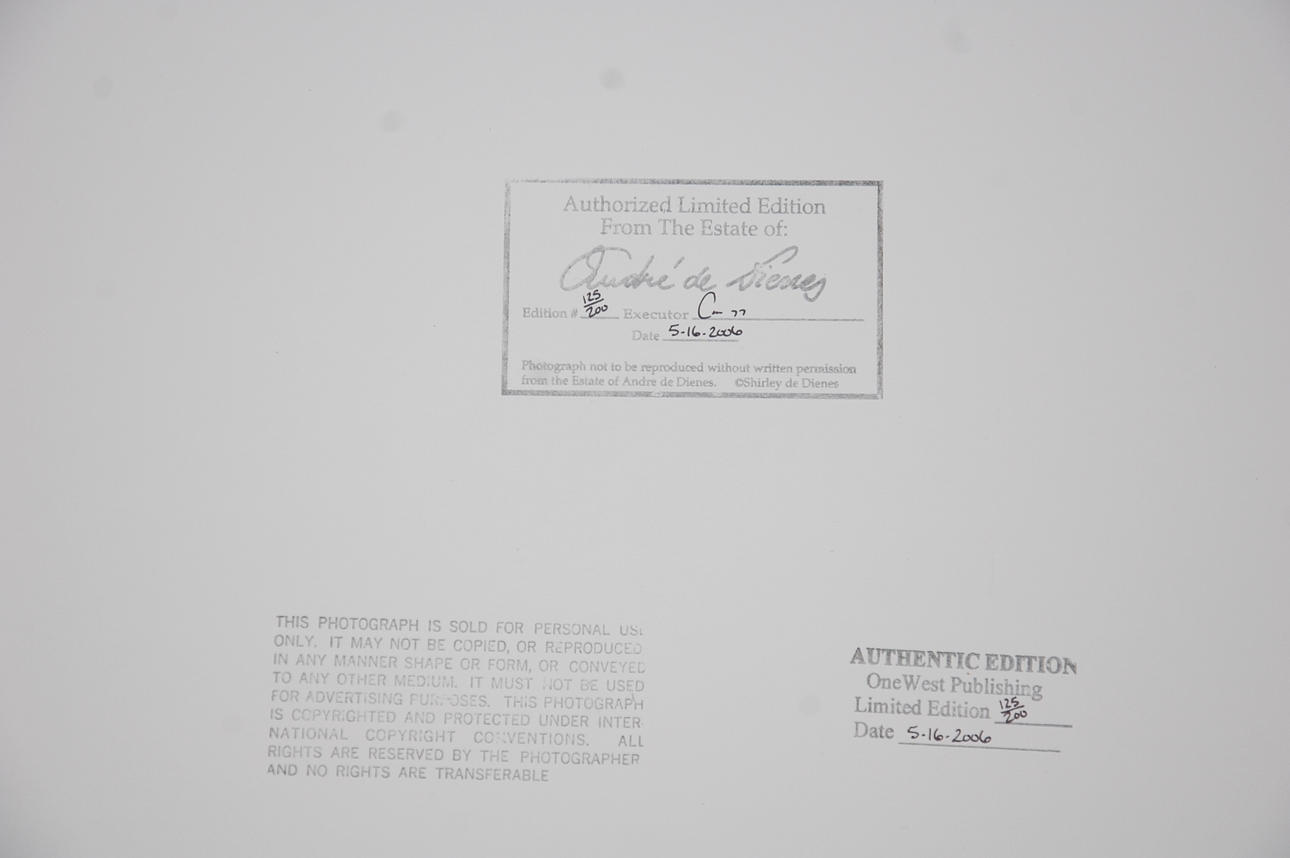 Authorized Limited Edition
From The Estate of:
André de Dienes
Edition # 125/200 Executor
Date 5-16-2006
Photograph not to be reproduced without written permission
from the Estate of Andre de Dienes. ©Shirley de Dienes
THIS PHOTOGRAPH IS SOLD FOR PERSONAL USE
ONLY. IT MAY NOT BE COPIED, OR REPRODUCED
IN ANY MANNER SHAPE OR FORM, OR CONVEYED
TO ANY OTHER MEDIUM. IT MUST NOT BE USED
FOR ADVERTISING PURPOSES. THIS PHOTOGRAPH
IS COPYRIGHTED AND PROTECTED UNDER INTER-
NATIONAL COPYRIGHT CONVENTIONS. ALL
RIGHTS ARE RESERVED BY THE PHOTOGRAPHER
AND NO RIGHTS ARE TRANSFERABLE
AUTHENTIC EDITION
OneWest Publishing
Limited Edition 125/200
Date 5-16-2006